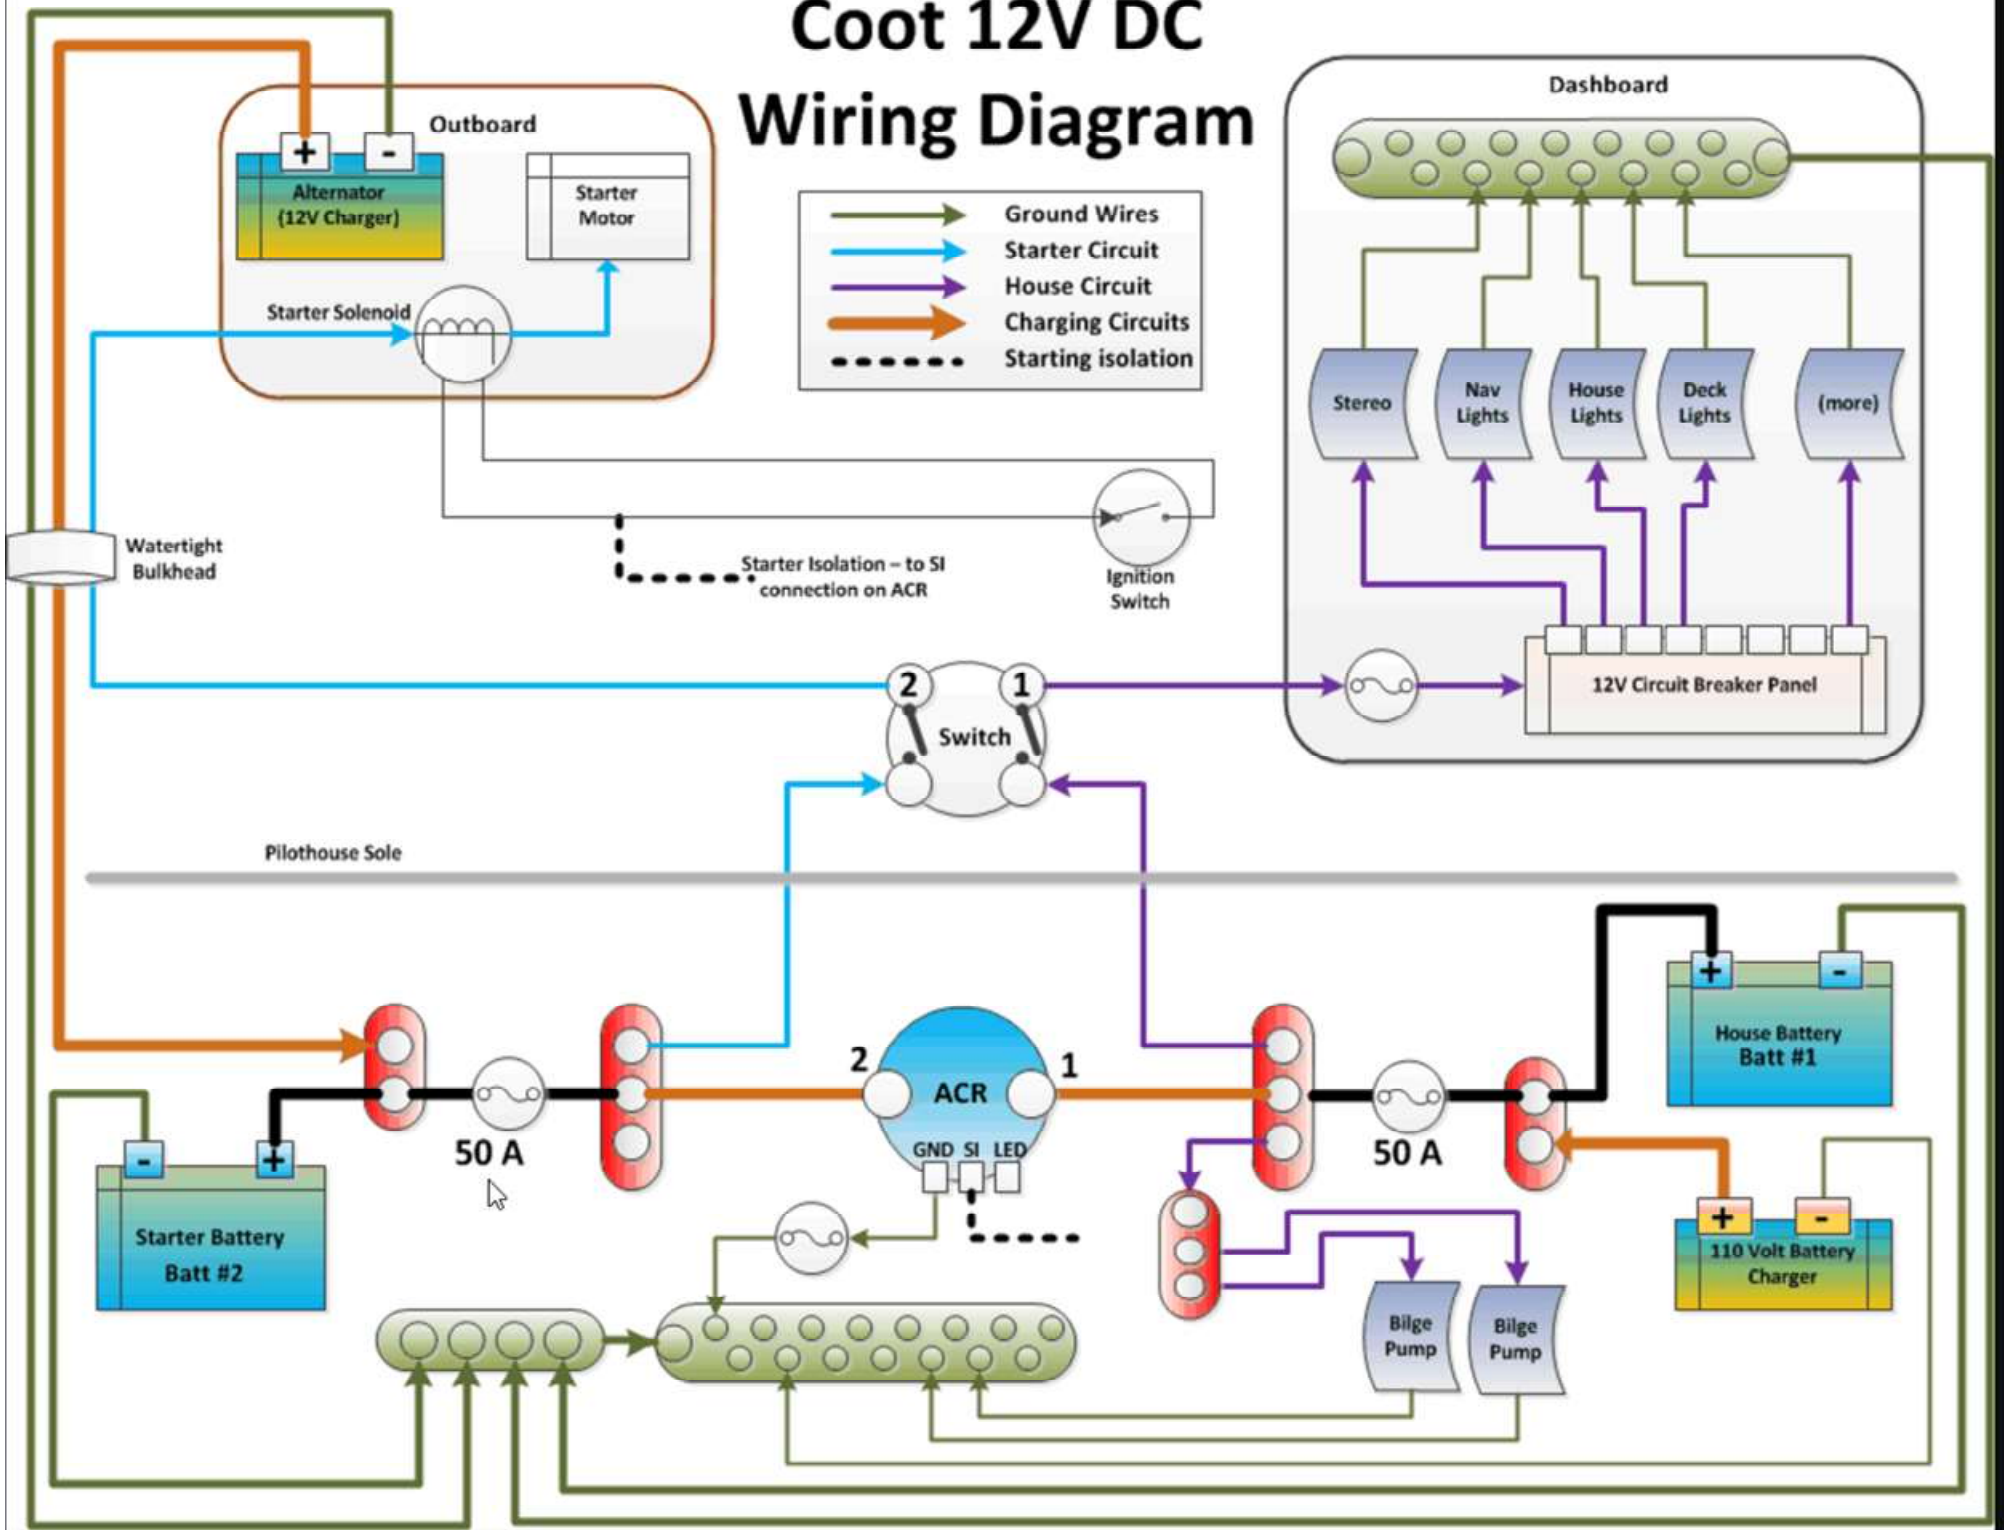 Coot 12V DC
Wiring Diagram
Outboard
+
-
Alternator
(12V Charger)
Starter
Motor
Starter Solenoid
Ground Wires
Starter Circuit
House Circuit
Charging Circuits
Starting isolation
Dashboard
Stereo
Nav
Lights
House
Lights
Deck
Lights
(more)
12V Circuit Breaker Panel
Watertight
Bulkhead
Starter Isolation – to SI
connection on ACR
Ignition
Switch
2
1
Switch
Pilothouse Sole
+
-
House Battery
Batt #1
2
ACR
1
GND SI LED
50 A
50 A
-
+
Starter Battery
Batt #2
+
-
110 Volt Battery
Charger
Bilge
Pump
Bilge
Pump